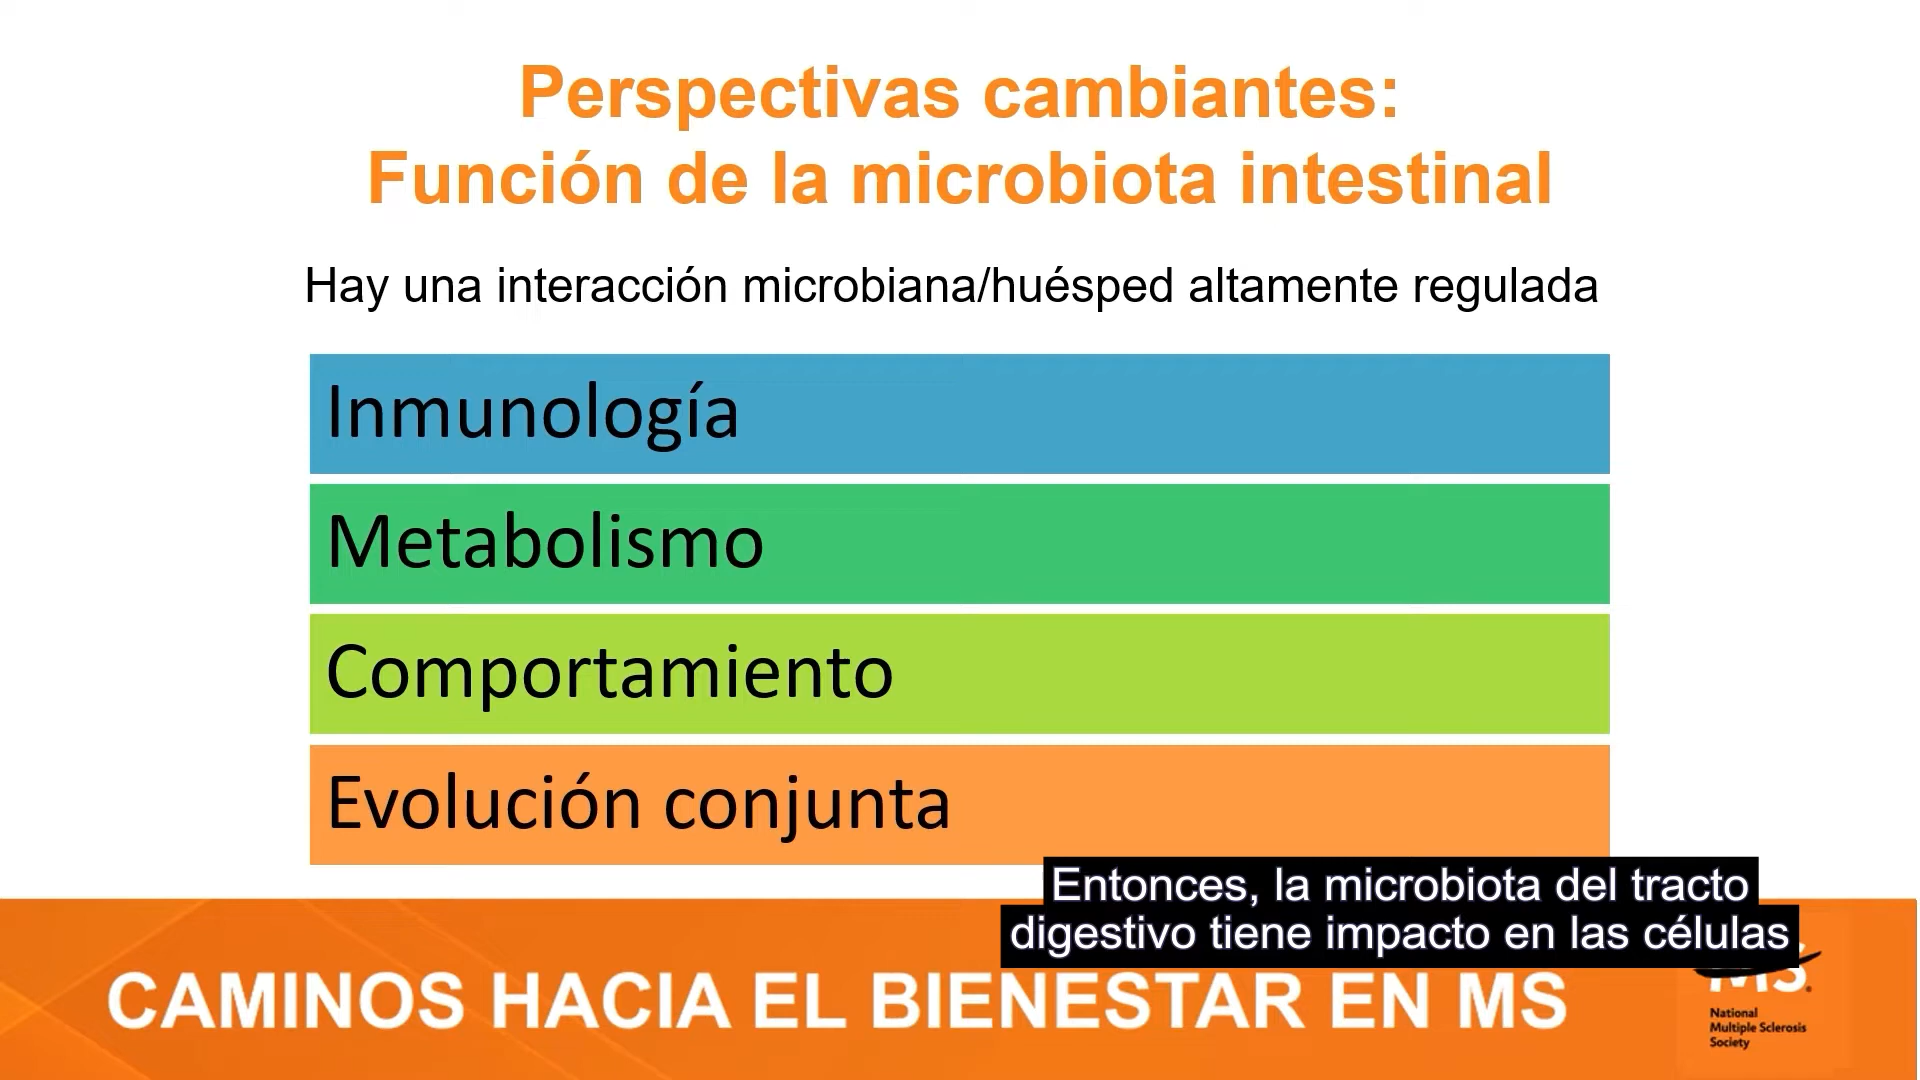 Perspectivas cambiantes:
Función de la microbiota intestinal
Hay una interacción microbiana/huésped altamente regulada
Inmunología
Metabolismo
Comportamiento
Evolución conjunta
Entonces, la microbiota del tracto
digestivo tiene impacto en las células
CAMINOS HACIA EL BIENESTAR EN MS
MS
National
Multiple Sclerosis
Society